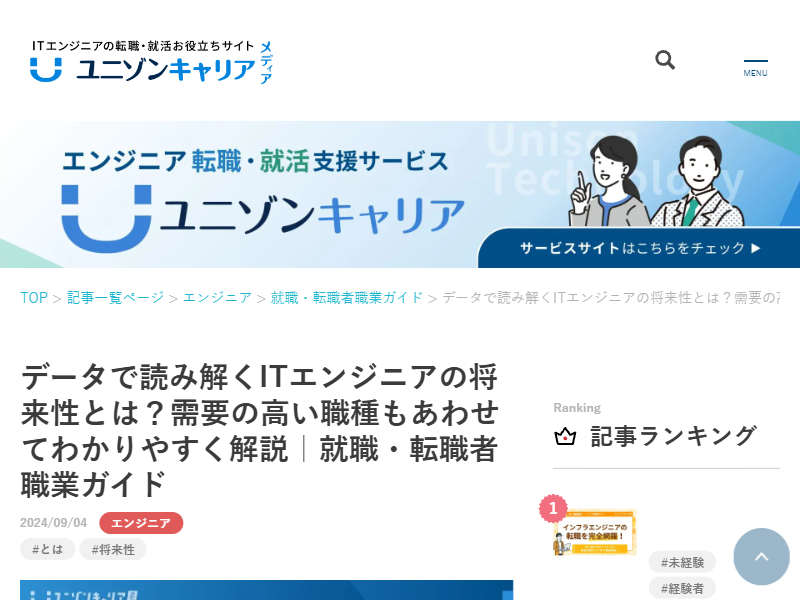 ITエンジニアの転職・就活お役立ちサイト
ユニゾンキャリア
メディア
MENU
Unison
Technology
エンジニア 転職・就活 支援サービス
ユニゾンキャリア
サービスサイトはこちらをチェック ▶
TOP > 記事一覧ページ > エンジニア > 就職・転職者職業ガイド > データで読み解くITエンジニアの将来性とは？需要の高
データで読み解くITエンジニアの将
来性とは？需要の高い職種もあわせ
てわかりやすく解説｜就職・転職者
職業ガイド
2024/09/04 エンジニア
#とは #将来性
Ranking
記事ランキング
1
インフラエンジニアの
転職を完全網羅！
#未経験
#経験者